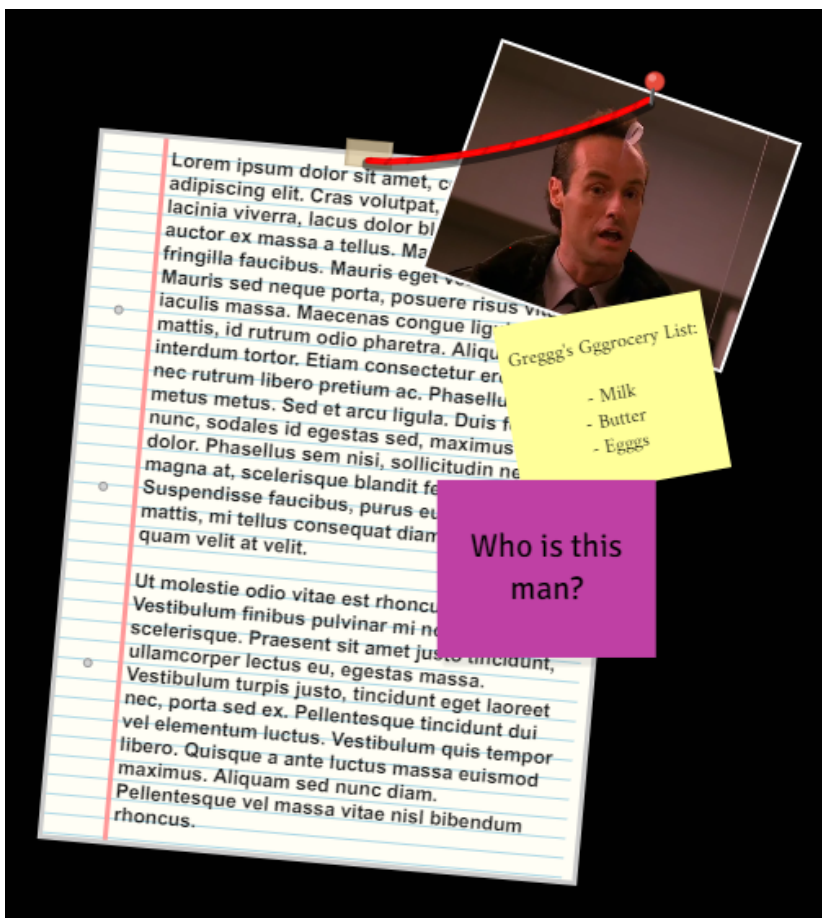 Lorem ipsum dolor sit amet, c
adipiscing elit. Cras volutpat,
lacinia viverra, lacus dolor bl
auctor ex massa a tellus. Ma
fringilla faucibus. Mauris eget
Mauris sed neque porta, posuere risus
iaculis massa. Maecenas congue
mattis, id rutrum odio pharetra. Aliqu
interdum tortor. Etiam consectetur
nec rutrum libero pretium ac. Phasellu
metus metus. Sed et arcu ligula. Duis
nunc, sodales id egestas sed, maximus
dolor. Phasellus sem nisi, sollicitudin
magna at, scelerisque blandit
Suspendisse faucibus, purus
mattis, mi tellus consequat diam
quam velit at velit.
Ut molestie odio vitae est rhoncu
Vestibulum finibus pulvinar mi
scelerisque. Praesent sit amet justo tincidunt,
ullamcorper lectus eu, egestas massa.
Vestibulum turpis justo, tincidunt eget laoreet
nec, porta sed ex. Pellentesque tincidunt dui
vel elementum luctus. Vestibulum quis tempor
libero. Quisque a ante luctus massa euismod
maximus. Aliquam sed nunc diam.
Pellentesque vel massa vitae nisl bibendum
rhoncus.
Greggg's Gggrocery List:
- Milk
- Butter
- Egggs
Who is this
man?